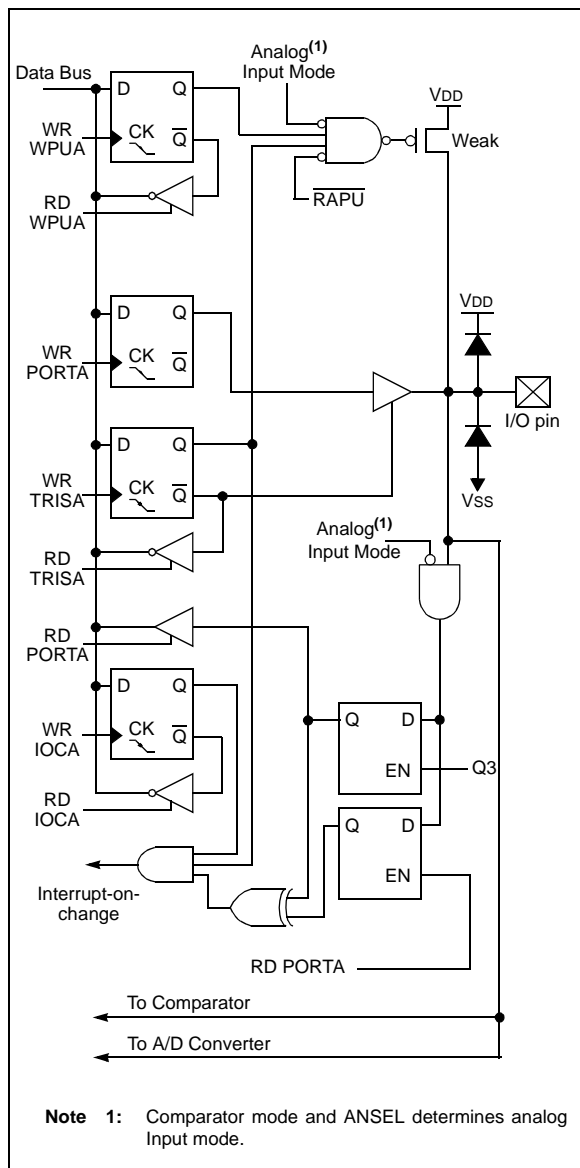 Analog(1)
Input Mode
Data Bus
D Q
VDD
WR
WPUA
CK Q
Weak
RD
WPUA
RAPU
D Q
VDD
WR
PORTA
CK Q
I/O pin
D Q
WR
TRISA
CK Q
VSS
Analog(1)
Input Mode
RD
TRISA
RD
PORTA
D Q
Q D
WR
IOCA
CK Q
EN
Q3
RD
IOCA
Q D
EN
Interrupt-on-
change
RD PORTA
To Comparator
To A/D Converter
Note 1: Comparator mode and ANSEL determines analog
Input mode.